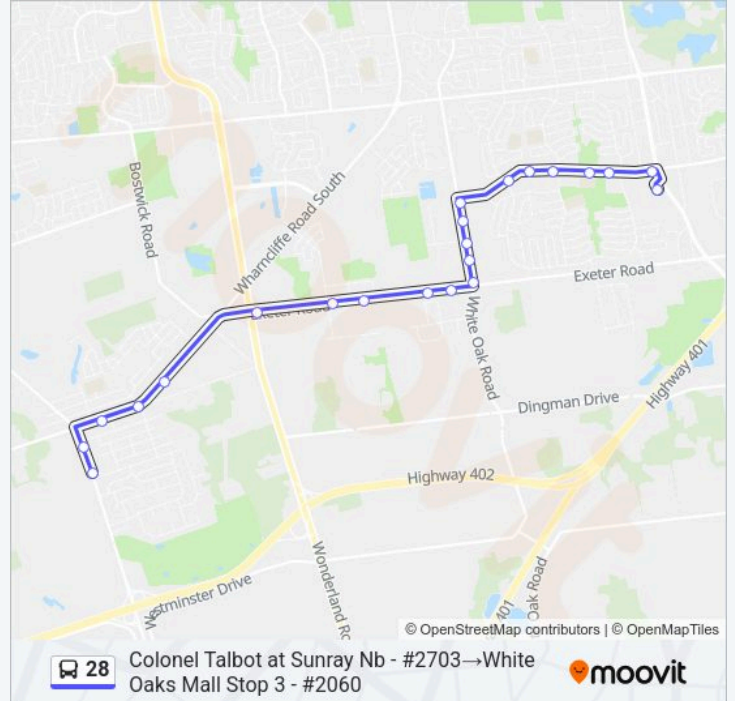 Bostwick Road
Wharncliffe Road South
Exeter Road
Exeter Road
White Oak Road
Highway 401
Dingman Drive
Highway 402
Wonderland Ro
estminster Drive
W
401
Oak Road
© OpenStreetMap contributors | © OpenMapTiles
28
Colonel Talbot at Sunray Nb - #2703→White
Oaks Mall Stop 3 - #2060
moovit